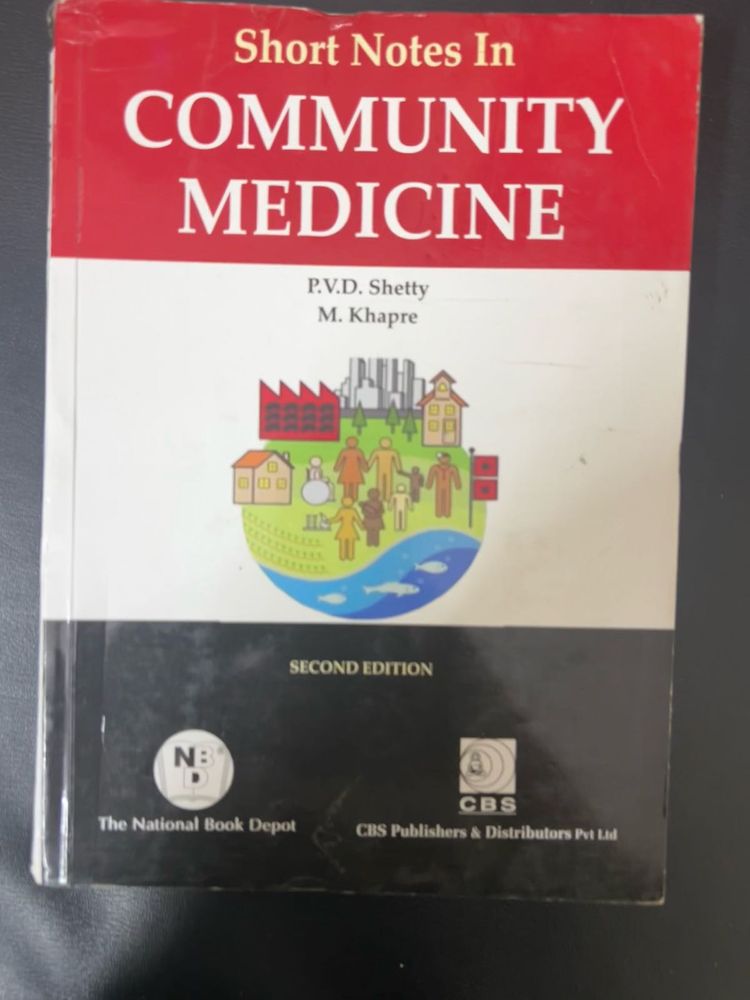 Short Notes In
COMMUNITY
MEDICINE
P.V.D. Shetty
M. Khapre
SECOND EDITION
NB®
D
The National Book Depot
CBS
CBS Publishers & Distributors Pvt Ltd